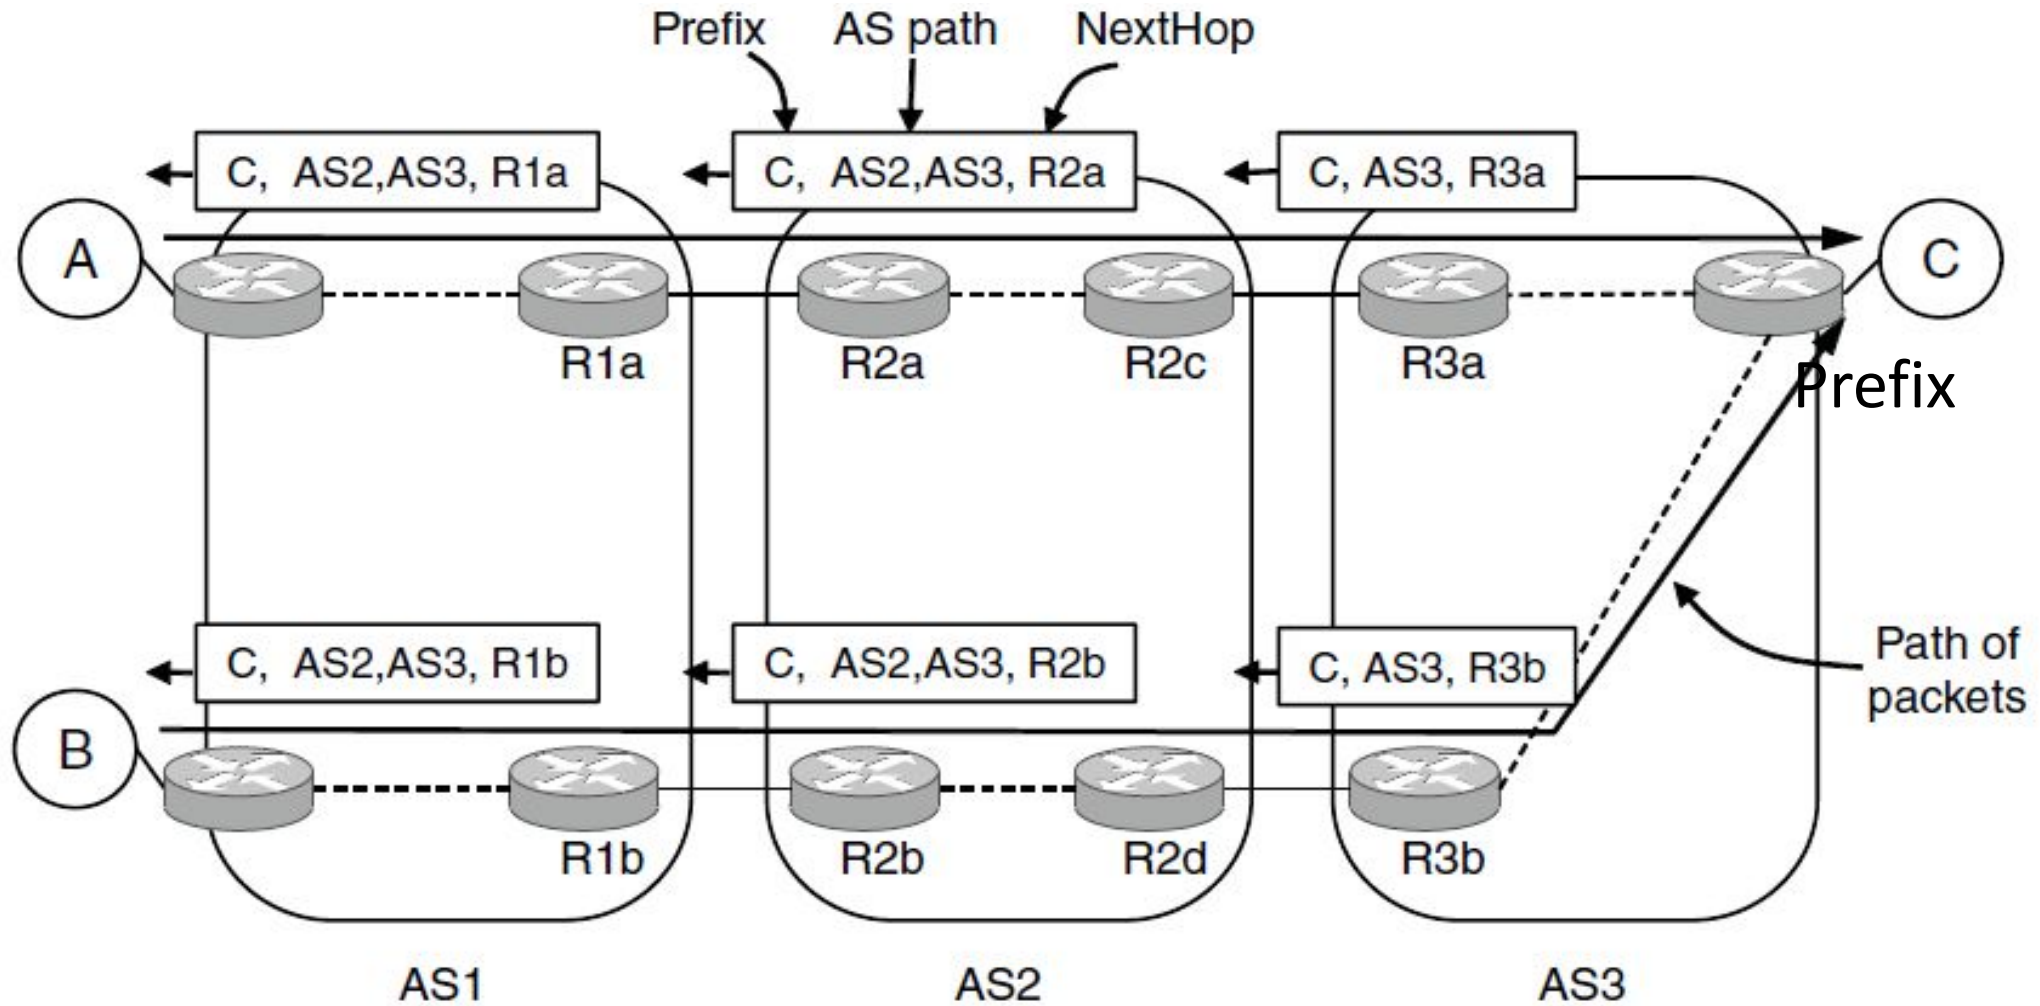 Prefix AS path NextHop
C, AS2,AS3, R1a
C, AS2,AS3, R2a
C, AS3, R3a
A
C
R1a
R2a
R2c
R3a
Prefix
C, AS2,AS3, R1b
C, AS2,AS3, R2b
C, AS3, R3b
Path of
packets
B
R1b
R2b
R2d
R3b
AS1
AS2
AS3